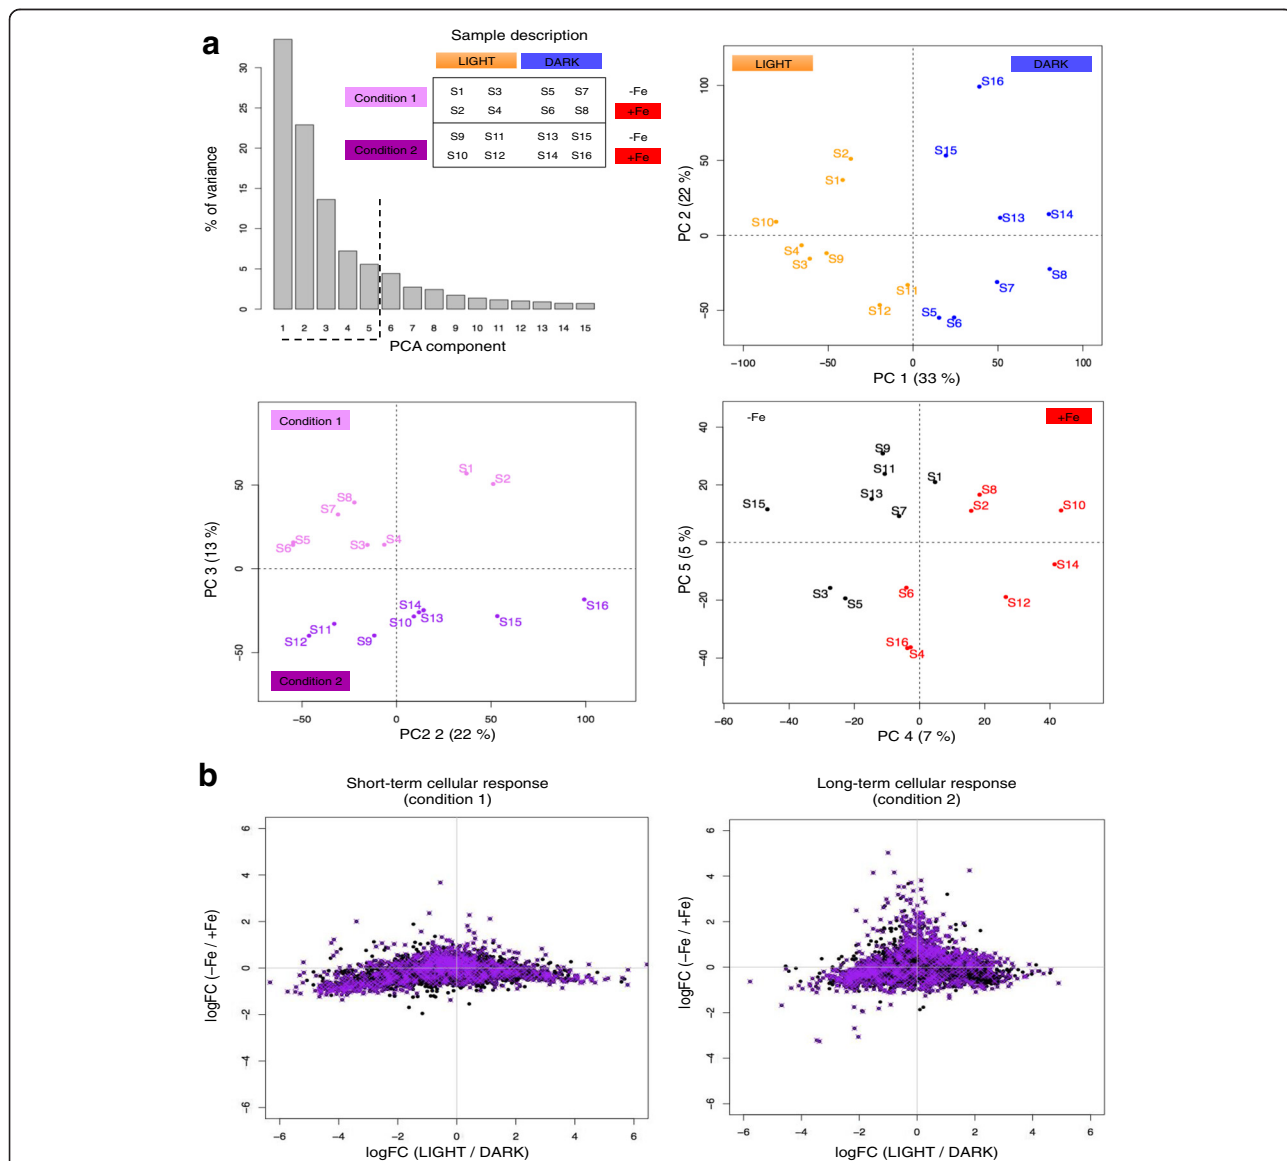 a
Sample description
LIGHT DARK
Condition 1
S1 S3 S5 S7 -Fe
S2 S4 S6 S8 +Fe
Condition 2
S9 S11 S13 S15 -Fe
S10 S12 S14 S16 +Fe
% of variance
0 5 10 15 20 25 30
1 2 3 4 5 6 7 8 9 10 11 12 13 14 15
PCA component
LIGHT DARK
PC 2 (22 %)
100
50
0
−50
S16
S2 S15
S1
S10 S13 S14
S4
S3 S9 S8
S11 S7
S12 S5 S6
−100 −50 0 50 100
PC 1 (33 %)
Condition 1
PC 3 (13 %)
50
0
−50
S1 S2
S8
S7
S5
S6 S3 S4
S14 S16
S10 S13 S15
S11
S12 S9
Condition 2
−50 0 50 100
PC2 2 (22 %)
-Fe +Fe
PC 5 (5 %)
40
20
0
−20
−40
S9
S11 S1
S13 S8
S15 S7 S2 S10
S14
S3 S5 S6 S12
S16 S4
−60 −40 −20 0 20 40
PC 4 (7 %)
b
Short-term cellular response
(condition 1)
logFC (−Fe / +Fe)
6
4
2
0
−2
−4
−6
−6 −4 −2 0 2 4 6
logFC (LIGHT / DARK)
Long-term cellular response
(condition 2)
logFC (−Fe / +Fe)
6
4
2
0
−2
−4
−6
−6 −4 −2 0 2 4 6
logFC (LIGHT / DARK)